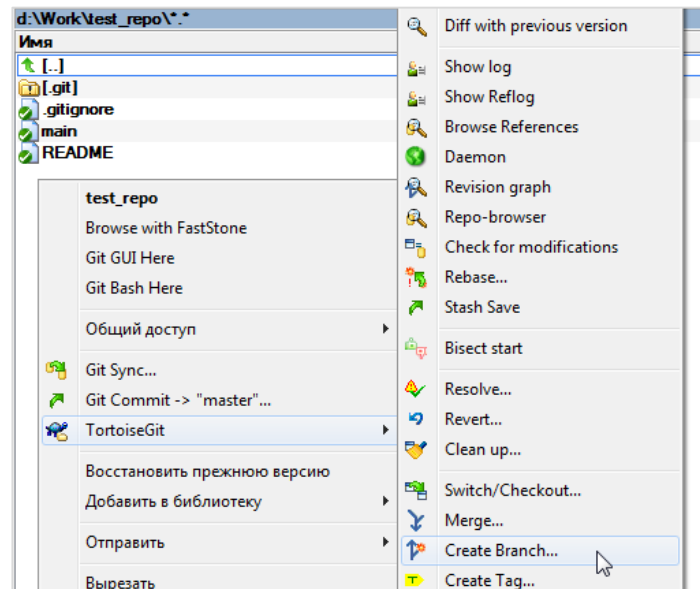 d:\Work\test_repo\*.*
Имя
[..]
[.git]
.gitignore
main
README
test_repo
Browse with FastStone
Git GUI Here
Git Bash Here
Общий доступ
Git Sync...
Git Commit -> "master"...
TortoiseGit
Восстановить прежнюю версию
Добавить в библиотеку
Отправить
Вырезать
Diff with previous version
Show log
Show Reflog
Browse References
Daemon
Revision graph
Repo-browser
Check for modifications
Rebase...
Stash Save
Bisect start
Resolve...
Revert...
Clean up...
Switch/Checkout...
Merge...
Create Branch...
Create Tag...